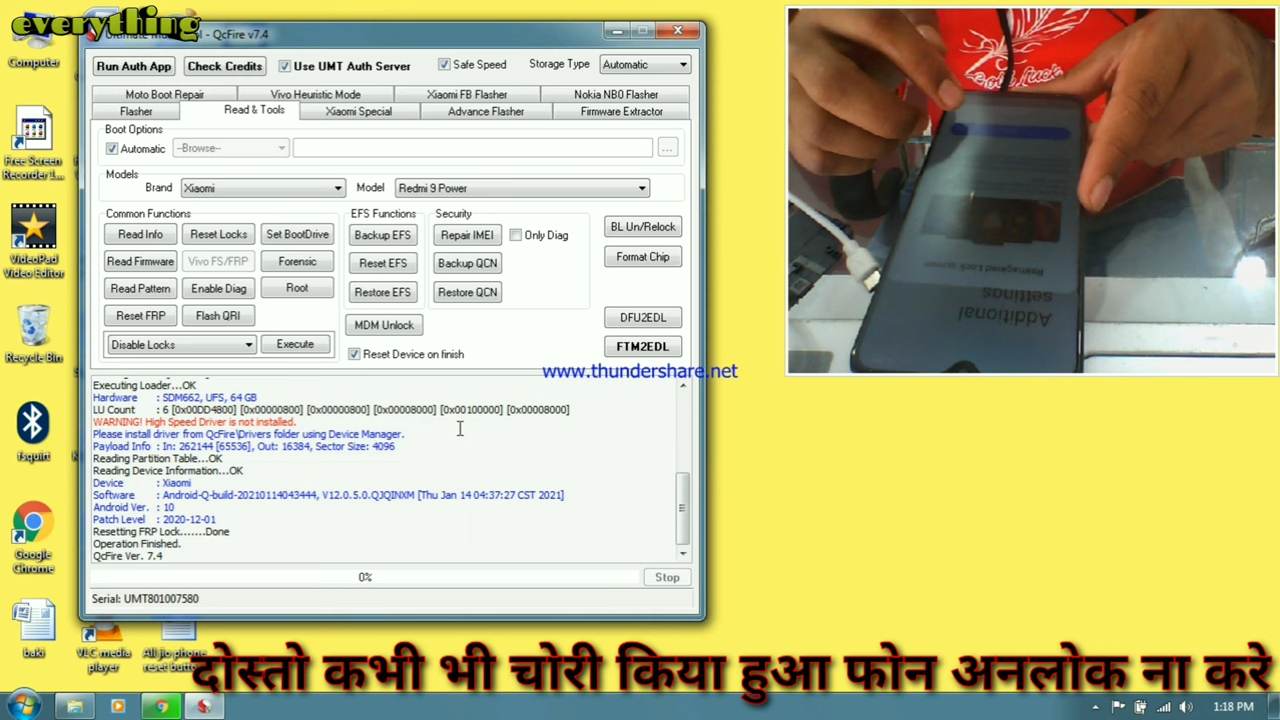 everything
Computer
Free Screen
Recorder 1...
VideoPad
Video Editor
Recycle Bin
fsquirt
Google
Chrome
baki
VLC media
player
All jio phone
reset button
- QcFire v7.4
Run Auth App
Check Credits
Use UMT Auth Server
Safe Speed
Storage Type
Automatic
Moto Boot Repair
Vivo Heuristic Mode
Xiaomi FB Flasher
Nokia NB0 Flasher
Flasher
Read & Tools
Xiaomi Special
Advance Flasher
Firmware Extractor
Boot Options
Automatic
--Browse--
...
Models
Brand
Xiaomi
Model
Redmi 9 Power
Common Functions
Read Info
Reset Locks
Set BootDrive
Read Firmware
Vivo FS/FRP
Forensic
Read Pattern
Enable Diag
Root
Reset FRP
Flash QRI
Disable Locks
Execute
EFS Functions
Backup EFS
Reset EFS
Restore EFS
MDM Unlock
Reset Device on finish
Security
Repair IMEI
Only Diag
Backup QCN
Restore QCN
BL Un/Relock
Format Chip
DFU2EDL
FTM2EDL
www.thundershare.net
Executing Loader...OK
Hardware : SDM662, UFS, 64 GB
LU Count : 6 [0x00DD4800] [0x00000800] [0x00000800] [0x00008000] [0x00100000] [0x00008000]
WARNING! High Speed Driver is not installed.
Please install driver from QcFire\Drivers folder using Device Manager.
Payload Info : In: 262144 [65536], Out: 16384, Sector Size: 4096
Reading Partition Table...OK
Reading Device Information...OK
Device : Xiaomi
Software : Android-Q-build-20210114043444, V12.0.5.0.QJQINXM [Thu Jan 14 04:37:27 CST 2021]
Android Ver. : 10
Patch Level : 2020-12-01
Resetting FRP Lock.......Done
Operation Finished.
QcFire Ver. 7.4
0%
Stop
Serial: UMT801007580
Reimagined Lock screen
Additional
settings
दोस्तो कभी भी चोरी किया हुआ फोन अनलोक ना करे
1:18 PM